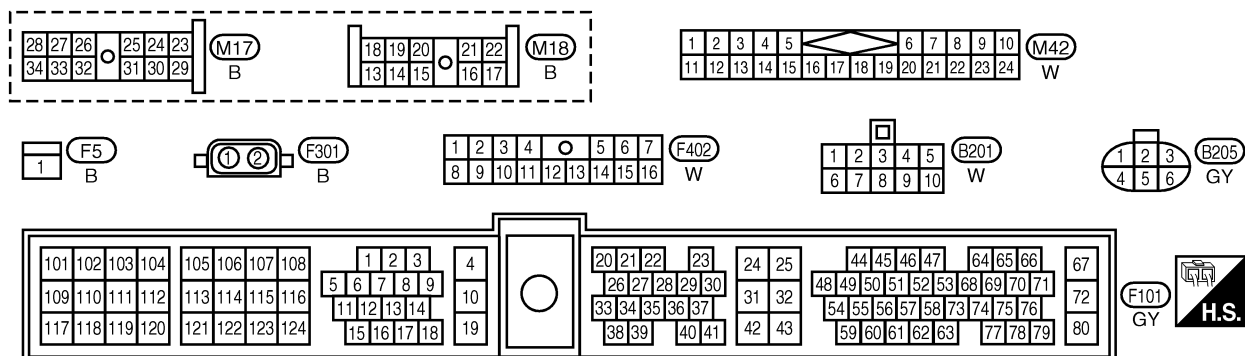 28 27 26 25 24 23
34 33 32 31 30 29
M17
B
18 19 20 21 22
13 14 15 16 17
M18
B
1 2 3 4 5 6 7 8 9 10
11 12 13 14 15 16 17 18 19 20 21 22 23 24
M42
W
1
F5
B
1 2
F301
B
1 2 3 4 5 6 7
8 9 10 11 12 13 14 15 16
F402
W
1 2 3 4 5
6 7 8 9 10
B201
W
1 2 3
4 5 6
B205
GY
101 102 103 104 105 106 107 108 1 2 3 4 20 21 22 23 24 25 44 45 46 47 64 65 66 67
5 6 7 8 9 26 27 28 29 30 48 49 50 51 52 53 68 69 70 71
109 110 111 112 113 114 115 116 10 31 32 72
11 12 13 14 33 34 35 36 37 54 55 56 57 58 73 74 75 76
117 118 119 120 121 122 123 124 15 16 17 18 19 38 39 40 41 42 43 59 60 61 62 63 77 78 79 80
F101
GY
H.S.